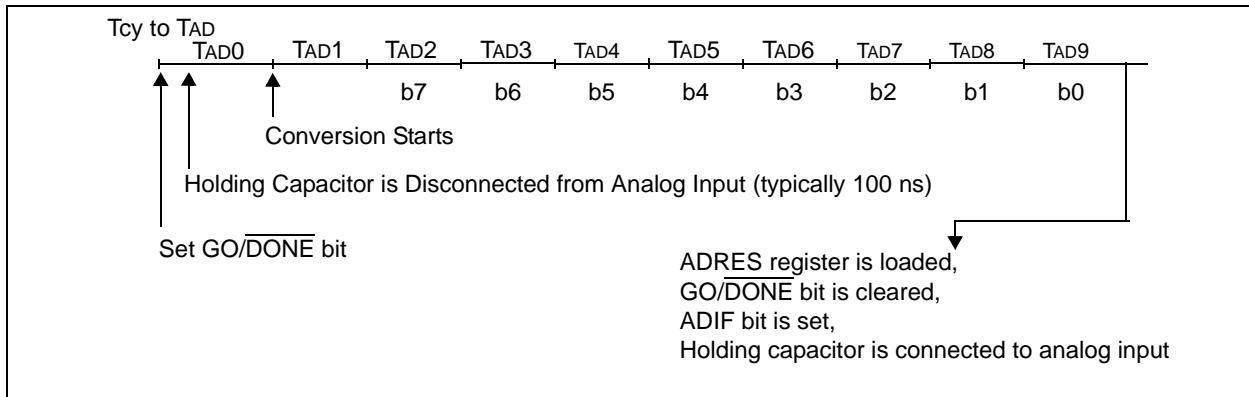 Tcy to TAD
TAD0 TAD1 TAD2 TAD3 TAD4 TAD5 TAD6 TAD7 TAD8 TAD9
b7 b6 b5 b4 b3 b2 b1 b0
Conversion Starts
Holding Capacitor is Disconnected from Analog Input (typically 100 ns)
Set GO/DONE bit
ADRES register is loaded,
GO/DONE bit is cleared,
ADIF bit is set,
Holding capacitor is connected to analog input